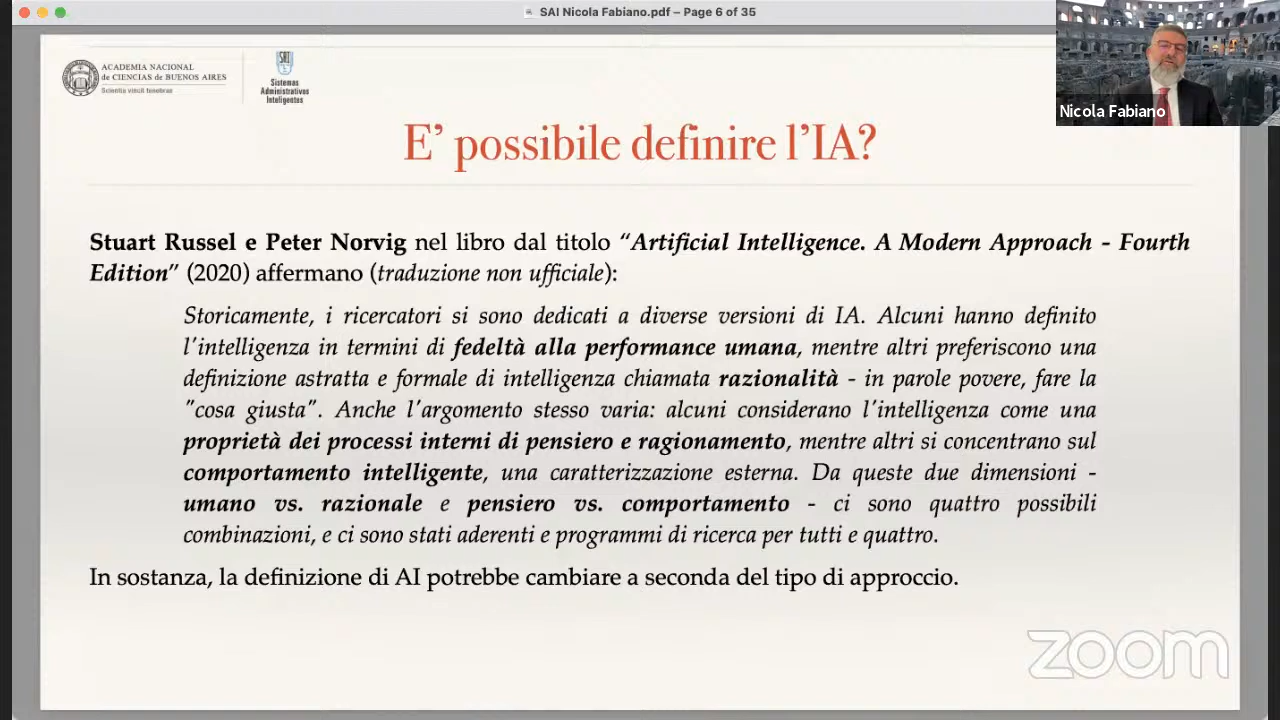 SAI Nicola Fabiano.pdf – Page 6 of 35
ACADEMIA NACIONAL
de CIENCIAS de BUENOS AIRES
Scientia vincit tenebras
SAI
Sistemas
Administrativos
Inteligentes
Nicola Fabiano
E’ possibile definire l’IA?
Stuart Russel e Peter Norvig nel libro dal titolo “Artificial Intelligence. A Modern Approach - Fourth
Edition” (2020) affermano (traduzione non ufficiale):
Storicamente, i ricercatori si sono dedicati a diverse versioni di IA. Alcuni hanno definito
l'intelligenza in termini di fedeltà alla performance umana, mentre altri preferiscono una
definizione astratta e formale di intelligenza chiamata razionalità - in parole povere, fare la
"cosa giusta". Anche l'argomento stesso varia: alcuni considerano l'intelligenza come una
proprietà dei processi interni di pensiero e ragionamento, mentre altri si concentrano sul
comportamento intelligente, una caratterizzazione esterna. Da queste due dimensioni -
umano vs. razionale e pensiero vs. comportamento - ci sono quattro possibili
combinazioni, e ci sono stati aderenti e programmi di ricerca per tutti e quattro.
In sostanza, la definizione di AI potrebbe cambiare a seconda del tipo di approccio.
zoom